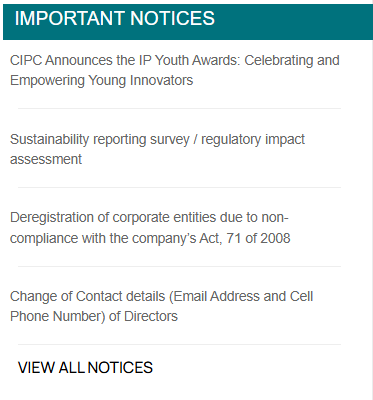 IMPORTANT NOTICES
CIPC Announces the IP Youth Awards: Celebrating and
Empowering Young Innovators
Sustainability reporting survey / regulatory impact
assessment
Deregistration of corporate entities due to non-
compliance with the company's Act, 71 of 2008
Change of Contact details (Email Address and Cell
Phone Number) of Directors
VIEW ALL NOTICES